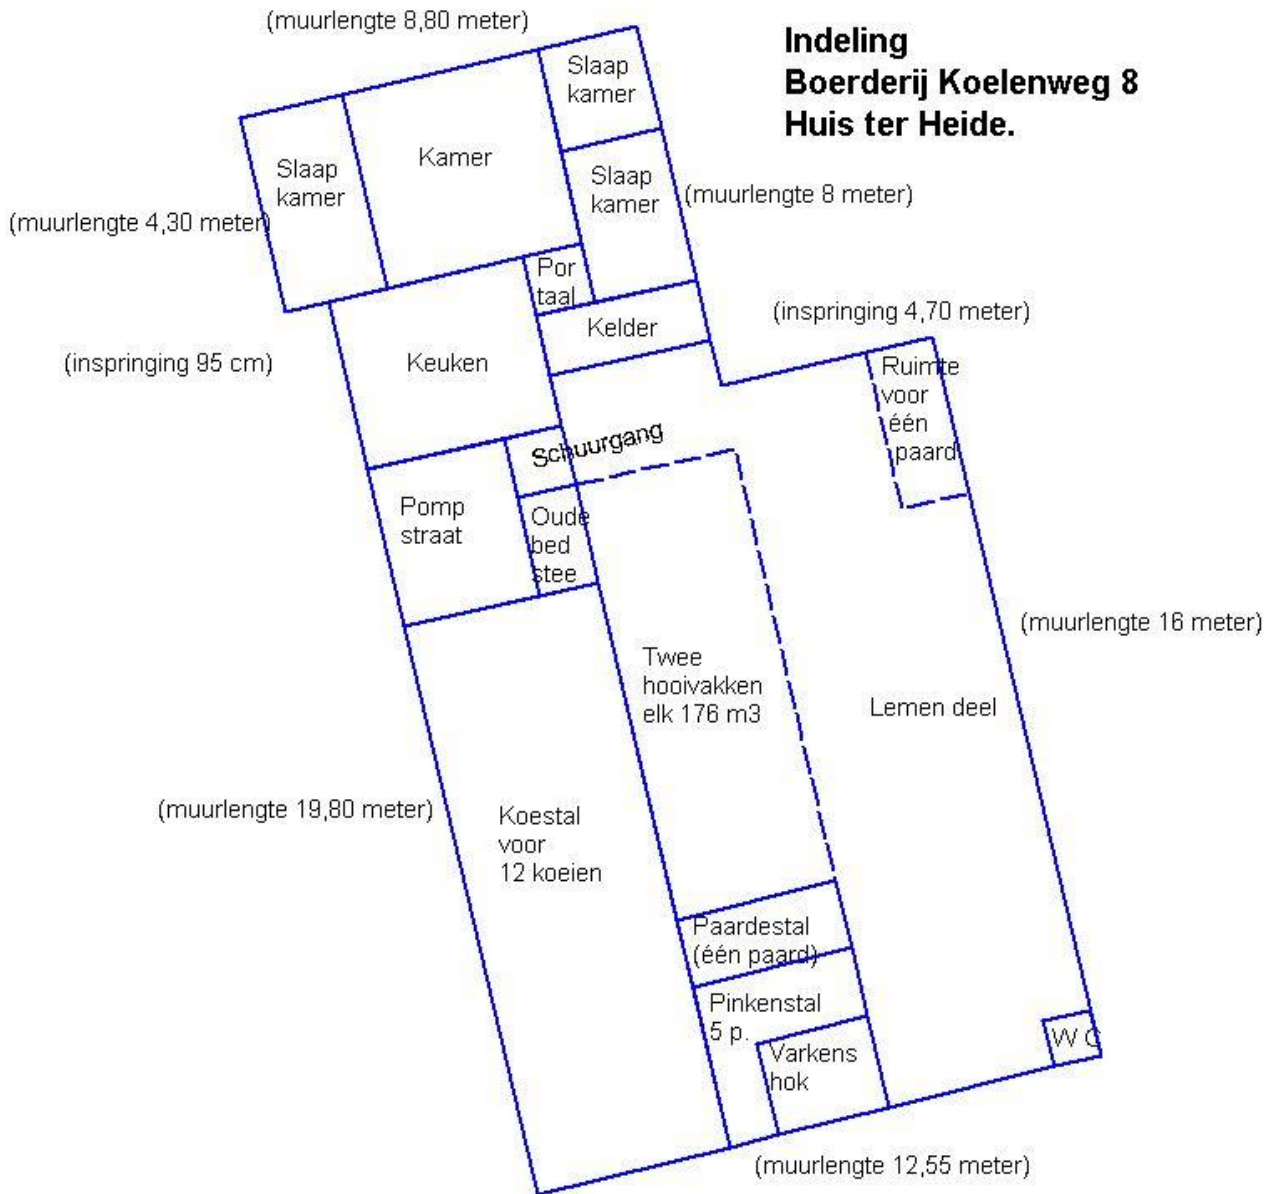 (muurlengte 8,80 meter)
Indeling
Boerderij Koelenweg 8
Huis ter Heide.
Slaap
kamer
Kamer
Slaap
kamer
Slaap
kamer
(muurlengte 8 meter)
(muurlengte 4,30 meter)
Por
taal
(inspringing 4,70 meter)
Kelder
(inspringing 95 cm)
Keuken
Ruimte
voor
één
paard
Schuurgang
Pomp
straat
Oude
bed
stee
(muurlengte 16 meter)
Twee
hooivakken
elk 176 m3
Lemen deel
(muurlengte 19,80 meter)
Koestal
voor
12 koeien
Paardestal
(één paard)
Pinkenstal
5 p.
Varkens
hok
W C
(muurlengte 12,55 meter)